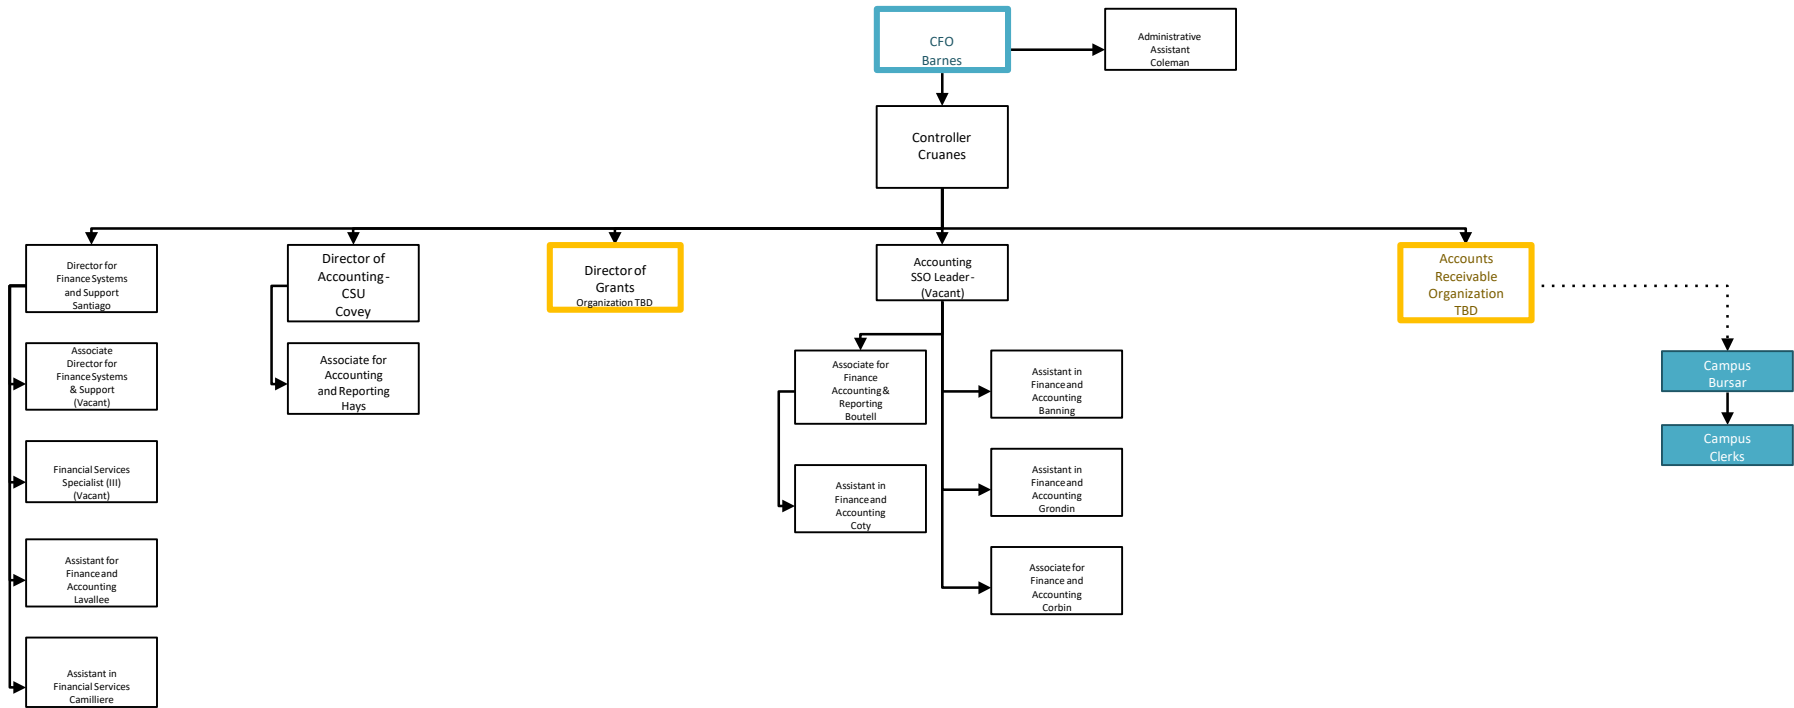 CFO
Barnes
Administrative
Assistant
Coleman
Controller
Cruanes
Director for
Finance Systems
and Support
Santiago
Director of
Accounting -
CSU
Covey
Director of
Grants
Organization TBD
Accounting
SSO Leader -
(Vacant)
Accounts
Receivable
Organization
TBD
Associate
Director for
Finance Systems
& Support
(Vacant)
Associate for
Accounting
and Reporting
Hays
Associate for
Finance
Accounting &
Reporting
Boutell
Assistant in
Finance and
Accounting
Banning
Campus
Bursar
Campus
Clerks
Financial Services
Specialist (III)
(Vacant)
Assistant in
Finance and
Accounting
Coty
Assistant in
Finance and
Accounting
Grondin
Assistant for
Finance and
Accounting
Lavallee
Associate for
Finance and
Accounting
Corbin
Assistant in
Financial Services
Camilliere